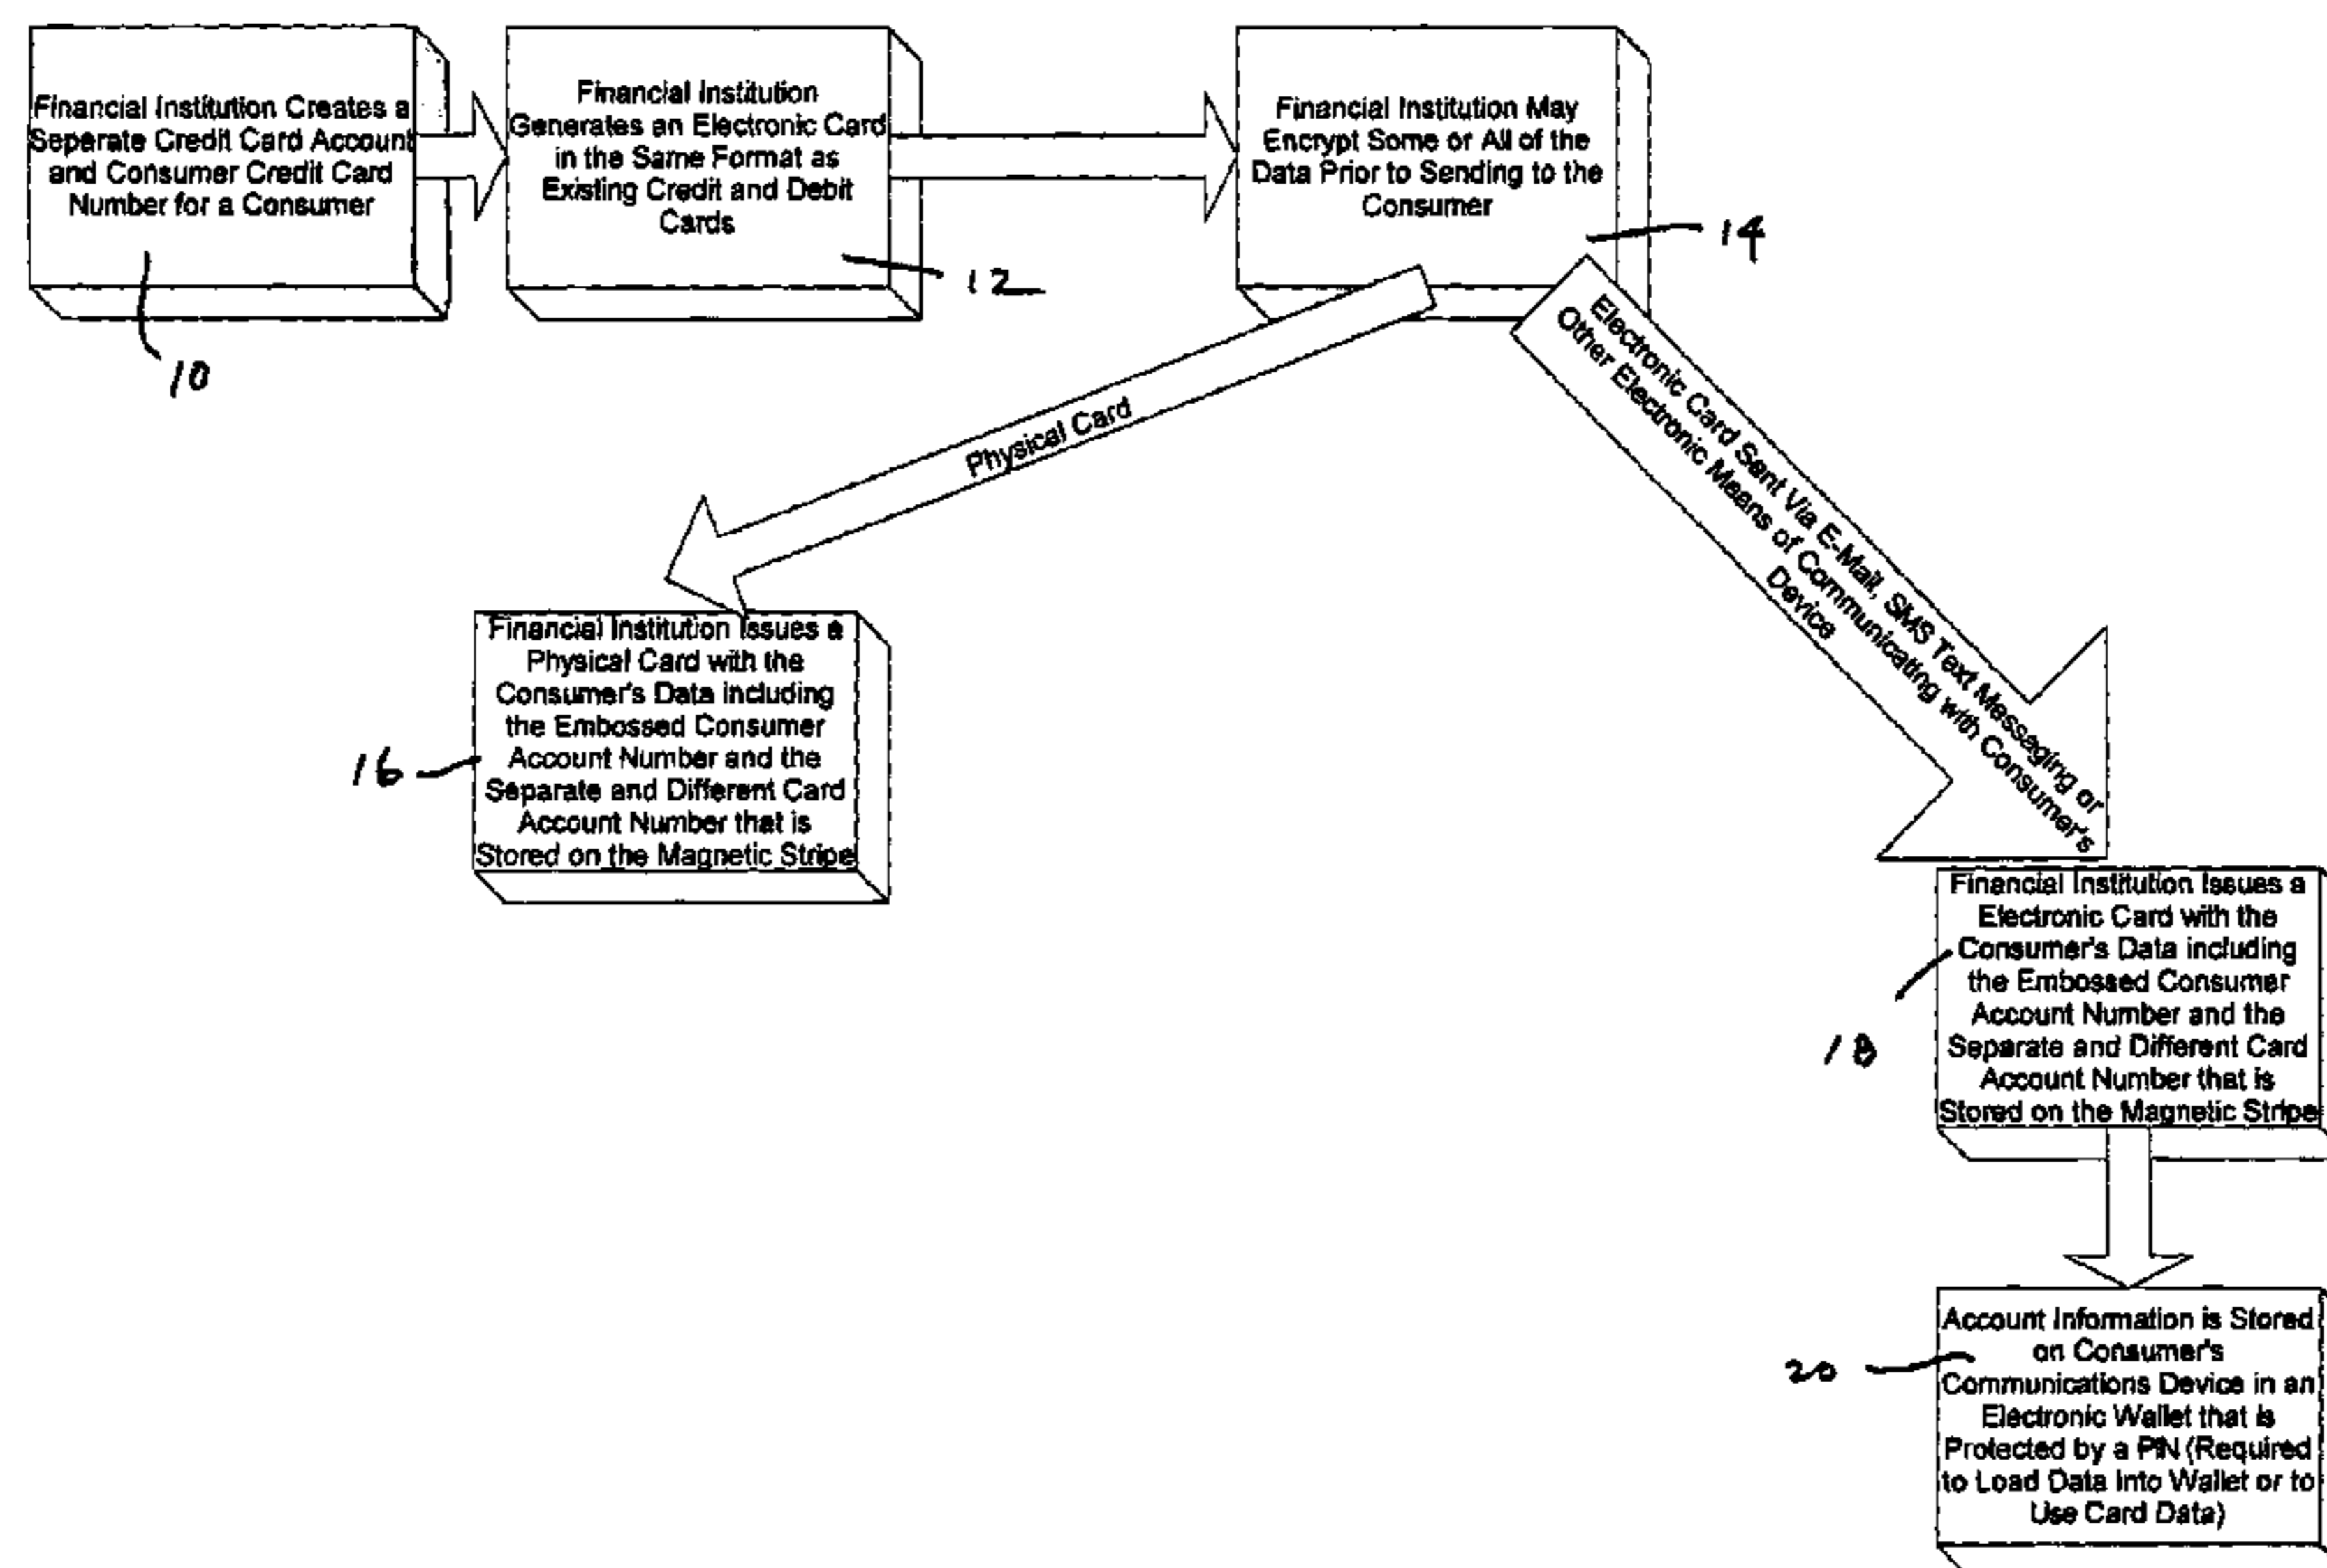 Financial Institution Creates a
Seperate Credit Card Account
and Consumer Credit Card
Number for a Consumer
10
Financial Institution
Generates an Electronic Card
in the Same Format as
Existing Credit and Debit
Cards
12
Financial Institution May
Encrypt Some or All of the
Data Prior to Sending to the
Consumer
14
Physical Card
Electronic Card Sent Via E-Mail, SMS Text Messaging or
Other Electronic Means of Communicating with Consumer's
Device
Financial Institution Issues a
Physical Card with the
Consumer's Data including
the Embossed Consumer
Account Number and the
Separate and Different Card
Account Number that is
Stored on the Magnetic Stripe
16
Financial Institution Issues a
Electronic Card with the
Consumer's Data including
the Embossed Consumer
Account Number and the
Separate and Different Card
Account Number that is
Stored on the Magnetic Stripe
18
Account Information is Stored
on Consumer's
Communications Device in an
Electronic Wallet that is
Protected by a PIN (Required
to Load Data Into Wallet or to
Use Card Data)
20